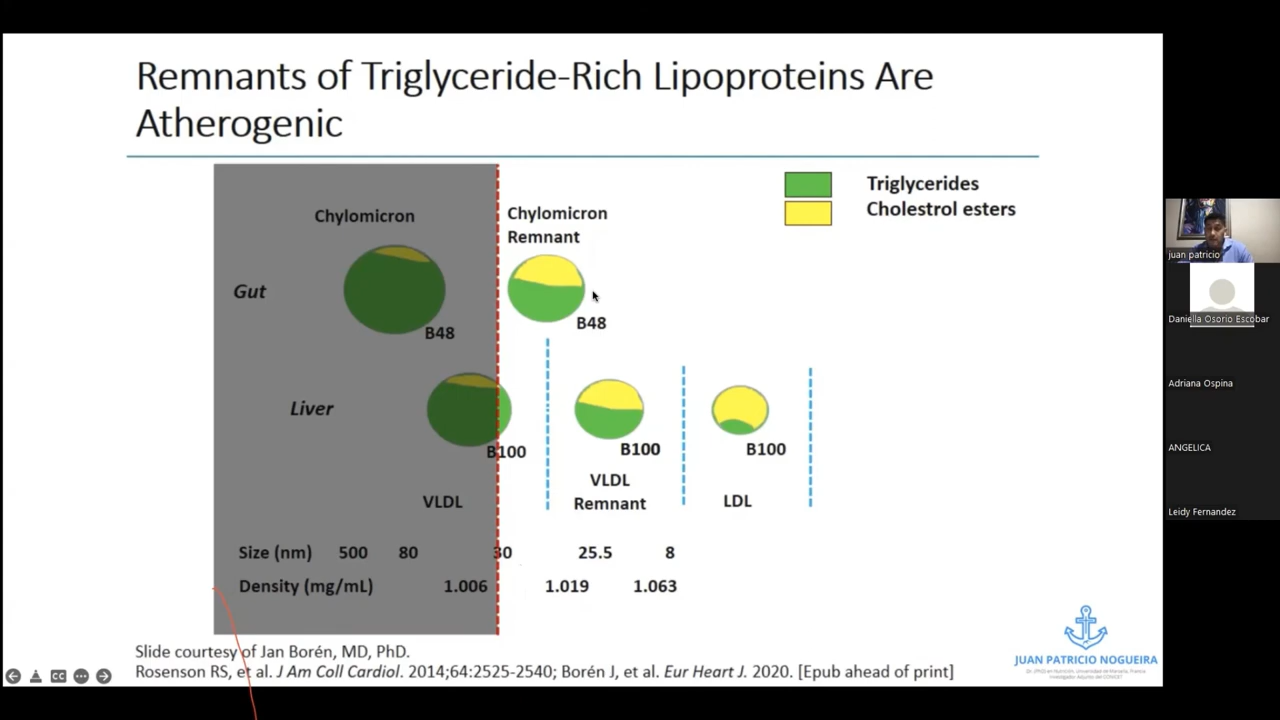 Remnants of Triglyceride-Rich Lipoproteins Are
Atherogenic
Triglycerides
Cholestrol esters
Chylomicron
Chylomicron
Remnant
Gut
B48
B48
Liver
B100
B100
B100
VLDL
VLDL
Remnant
LDL
Size (nm) 500 80 30 25.5 8
Density (mg/mL) 1.006 1.019 1.063
Slide courtesy of Jan Borén, MD, PhD.
Rosenson RS, et al. J Am Coll Cardiol. 2014;64:2525-2540; Borén J, et al. Eur Heart J. 2020. [Epub ahead of print]
JUAN PATRICIO NOGUEIRA
CC
juan patricio
Daniella Osorio Escobar
Adriana Ospina
ANGELICA
Leidy Fernandez